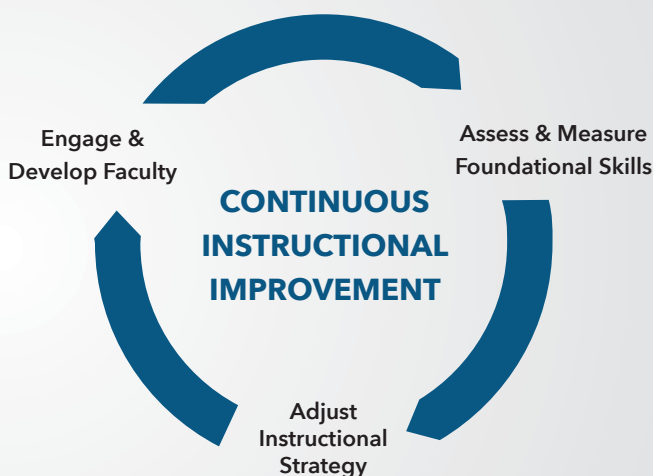 Engage &
Develop Faculty
Assess & Measure
Foundational Skills
CONTINUOUS
INSTRUCTIONAL
IMPROVEMENT
Adjust
Instructional
Strategy